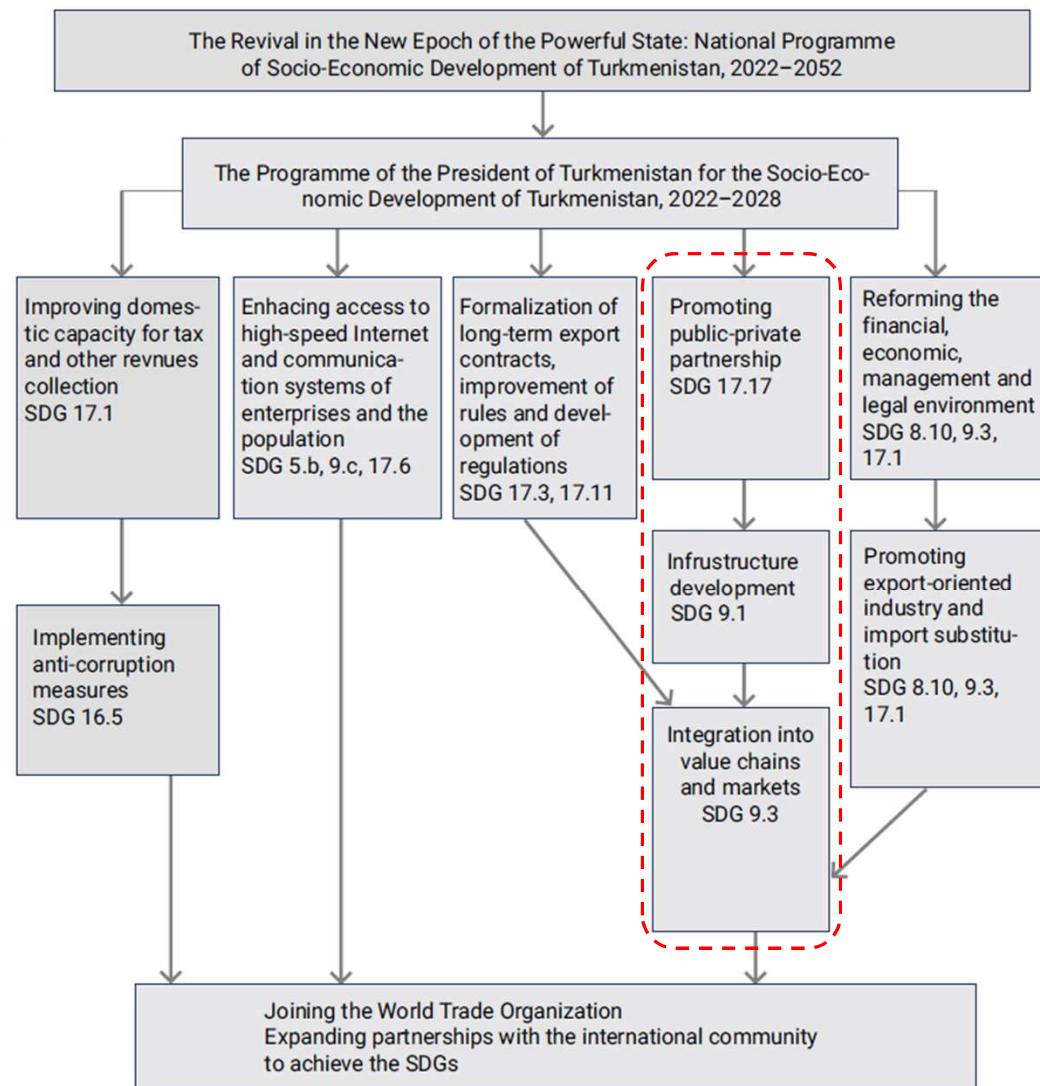 The Revival in the New Epoch of the Powerful State: National Programme
of Socio-Economic Development of Turkmenistan, 2022–2052
The Programme of the President of Turkmenistan for the Socio-Eco-
nomic Development of Turkmenistan, 2022–2028
Improving domes-
tic capacity for tax
and other revnues
collection
SDG 17.1
Enhacing access to
high-speed Internet
and communica-
tion systems of
enterprises and the
population
SDG 5.b, 9.c, 17.6
Formalization of
long-term export
contracts,
improvement of
rules and devel-
opment of
regulations
SDG 17.3, 17.11
Promoting
public-private
partnership
SDG 17.17
Reforming the
financial,
economic,
management and
legal environment
SDG 8.10, 9.3,
17.1
Implementing
anti-corruption
measures
SDG 16.5
Infrustructure
development
SDG 9.1
Promoting
export-oriented
industry and
import substitu-
tion
SDG 8.10, 9.3,
17.1
Integration into
value chains
and markets
SDG 9.3
Joining the World Trade Organization
Expanding partnerships with the international community
to achieve the SDGs